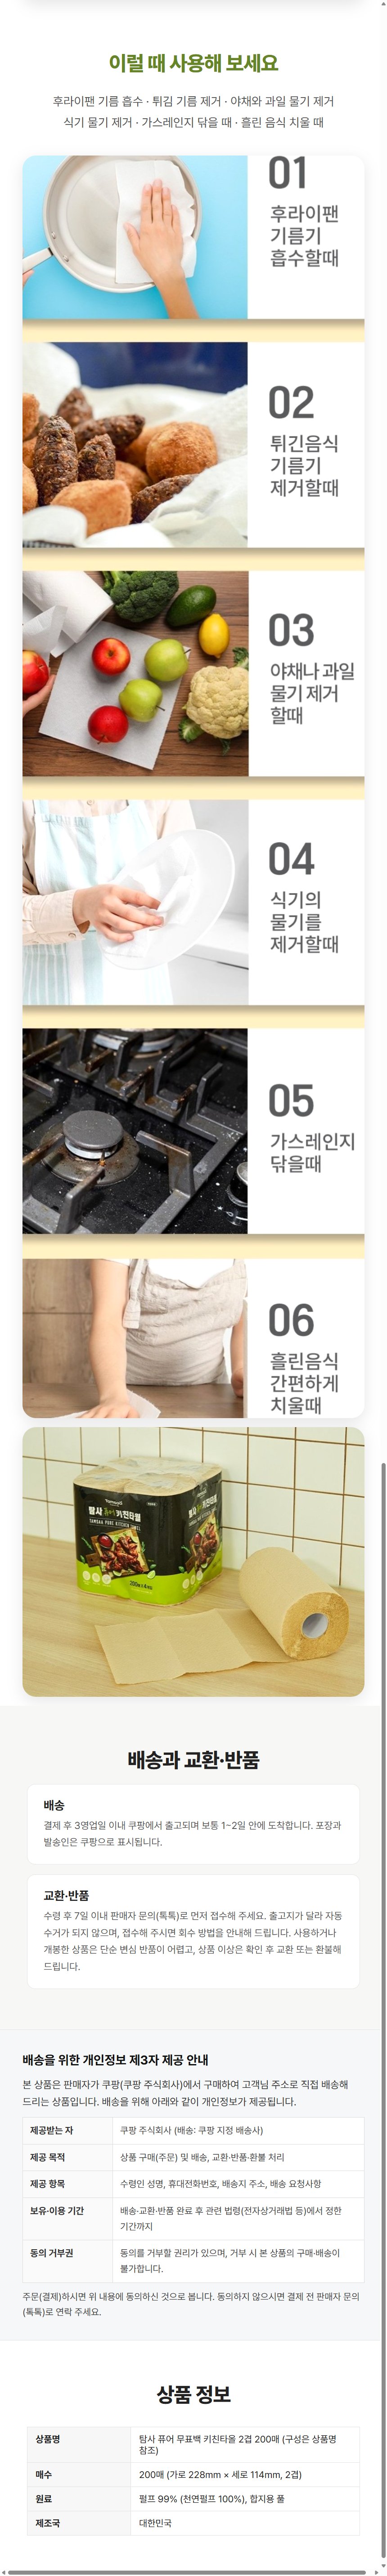 이럴 때 사용해 보세요
후라이팬 기름 흡수 · 튀김 기름 제거 · 야채와 과일 물기 제거
식기 물기 제거 · 가스레인지 닦을 때 · 흘린 음식 치울 때
01
후라이팬
기름기
흡수할때
02
튀긴음식
기름기
제거할때
03
야채나 과일
물기 제거
할때
04
식기의
물기를
제거할때
05
가스레인지
닦을때
06
흘린음식
간편하게
치울때
탐사 퓨어 키친타월
TAMSAA PURE KITCHEN TOWEL
200매 x 4개입
배송과 교환·반품
배송
결제 후 3영업일 이내 쿠팡에서 출고되며 보통 1~2일 안에 도착합니다. 포장과
발송인은 쿠팡으로 표시됩니다.
교환·반품
수령 후 7일 이내 판매자 문의(톡톡)로 먼저 접수해 주세요. 출고지가 달라 자동
수거가 되지 않으며, 접수해 주시면 회수 방법을 안내해 드립니다. 사용하거나
개봉한 상품은 단순 변심 반품이 어렵고, 상품 이상은 확인 후 교환 또는 환불해
드립니다.
배송을 위한 개인정보 제3자 제공 안내
본 상품은 판매자가 쿠팡(쿠팡 주식회사)에서 구매하여 고객님 주소로 직접 배송해
드리는 상품입니다. 배송을 위해 아래와 같이 개인정보가 제공됩니다.
제공받는 자 쿠팡 주식회사 (배송: 쿠팡 지정 배송사)
제공 목적 상품 구매(주문) 및 배송, 교환·반품·환불 처리
제공 항목 수령인 성명, 휴대전화번호, 배송지 주소, 배송 요청사항
보유·이용 기간 배송·교환·반품 완료 후 관련 법령(전자상거래법 등)에서 정한
기간까지
동의 거부권 동의를 거부할 권리가 있으며, 거부 시 본 상품의 구매·배송이
불가합니다.
주문(결제)하시면 위 내용에 동의하신 것으로 봅니다. 동의하지 않으시면 결제 전 판매자 문의
(톡톡)로 연락 주세요.
상품 정보
상품명 탐사 퓨어 무표백 키친타올 2겹 200매 (구성은 상품명
참조)
매수 200매 (가로 228mm × 세로 114mm, 2겹)
원료 펄프 99% (천연펄프 100%), 합지용 풀
제조국 대한민국